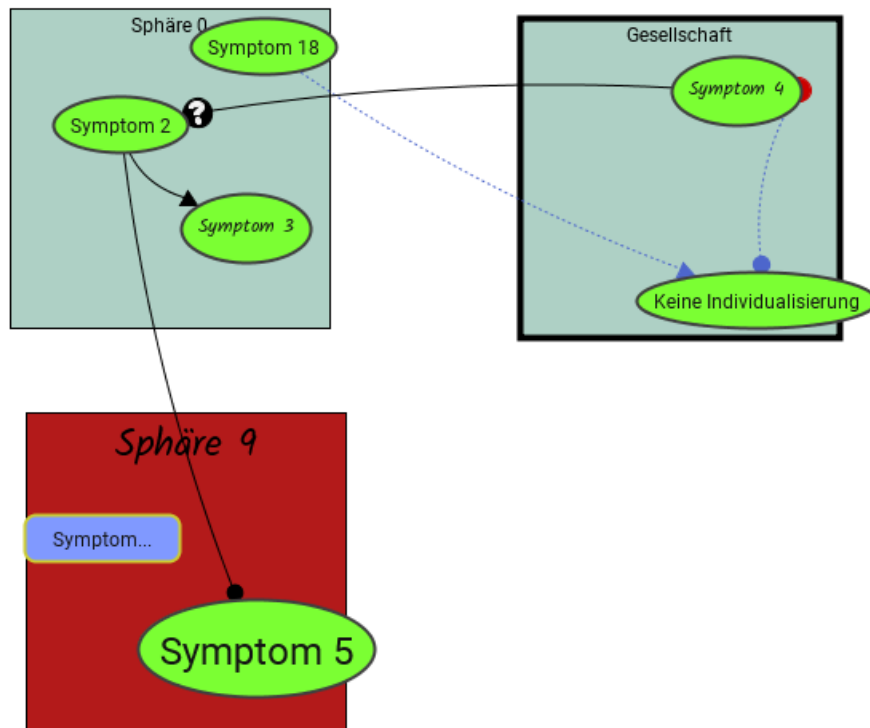 Sphäre 0
Symptom 18
Symptom 2
?
Symptom 3
Gesellschaft
Symptom 4
Keine Individualisierung
Sphäre 9
Symptom...
Symptom 5